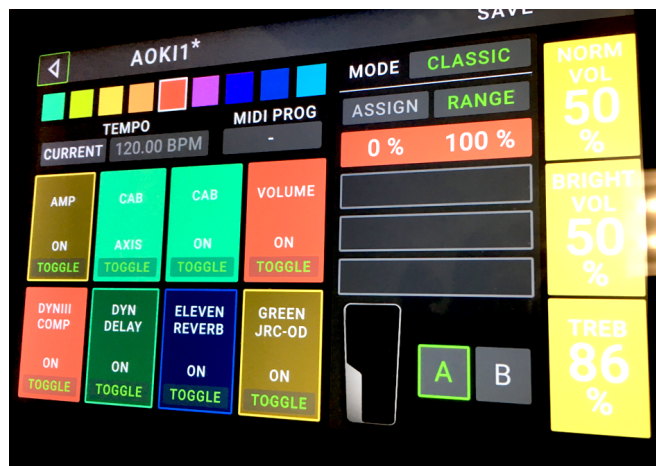 SAVE
AOKI1*
TEMPO
MIDI PROG
CURRENT 120.00 BPM -
AMP
ON
TOGGLE
CAB
AXIS
TOGGLE
CAB
ON
TOGGLE
VOLUME
ON
TOGGLE
DYNIII
COMP
ON
TOGGLE
DYN
DELAY
ON
TOGGLE
ELEVEN
REVERB
ON
TOGGLE
GREEN
JRC-OD
ON
TOGGLE
MODE CLASSIC
ASSIGN RANGE
0 % 100 %
A B
NORM
VOL
50
%
BRIGHT
VOL
50
%
TREB
86
%